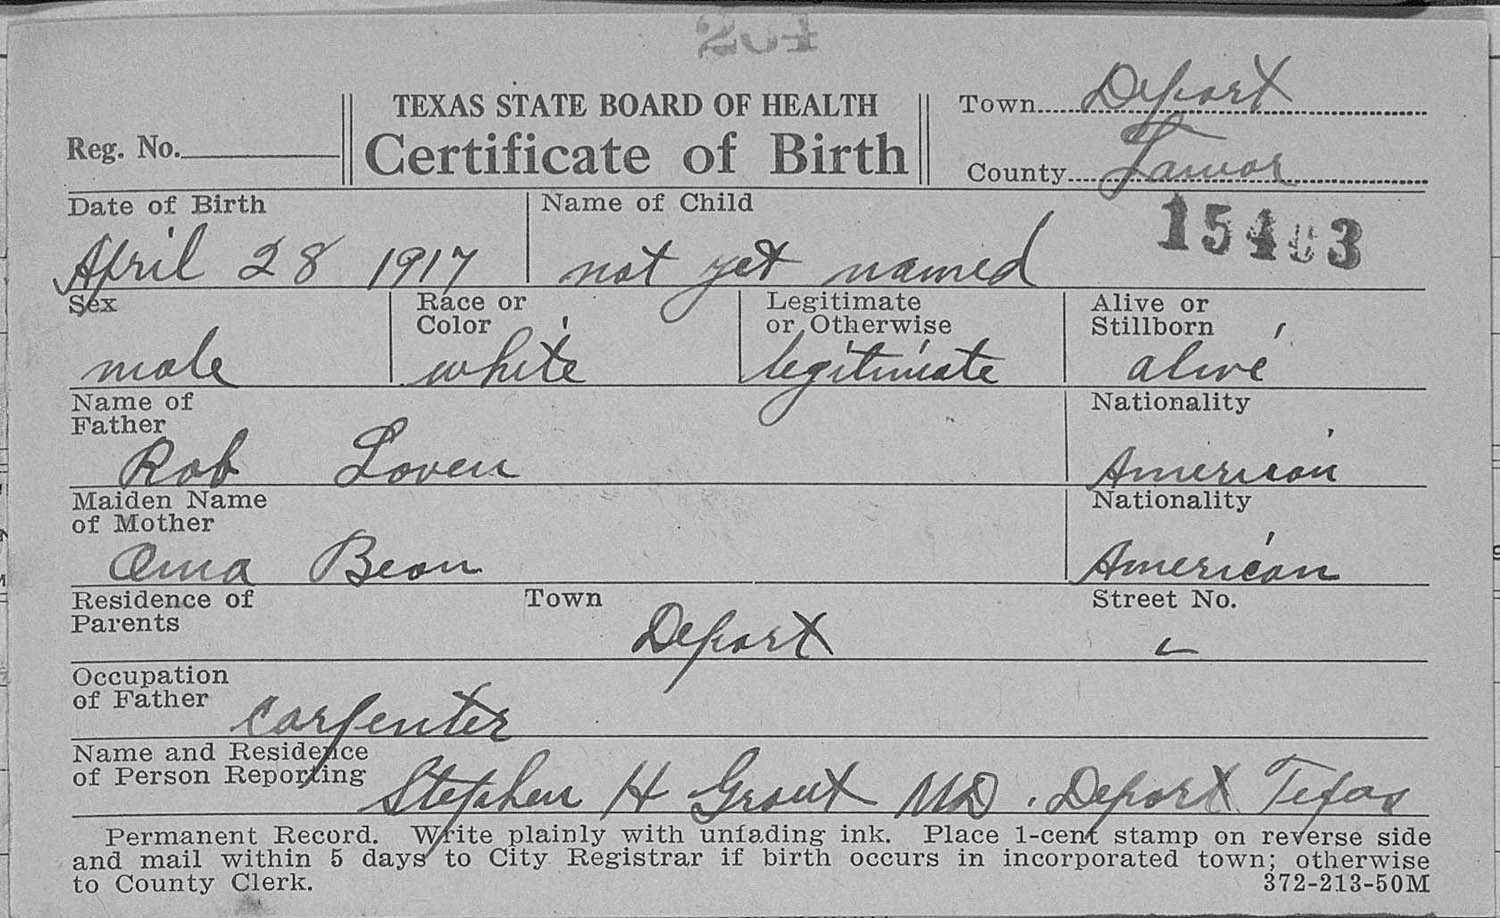 TEXAS STATE BOARD OF HEALTH
Certificate of Birth
Reg. No.
Town Deport
County Lamar
Date of Birth
April 28 1917
Name of Child
not yet named
Sex
male
Race or
Color
white
Legitimate
or Otherwise
legitimate
Alive or
Stillborn
alive
Name of
Father
Rob Loven
Nationality
American
Maiden Name
of Mother
Oma Bean
Nationality
American
Residence of
Parents
Town
Deport
Street No.
Occupation
of Father
carpenter
Name and Residence
of Person Reporting
Stephen H Grant MD. Deport Texas
Permanent Record. Write plainly with unfading ink. Place 1-cent stamp on reverse side
and mail within 5 days to City Registrar if birth occurs in incorporated town; otherwise
to County Clerk.
372-213-50M